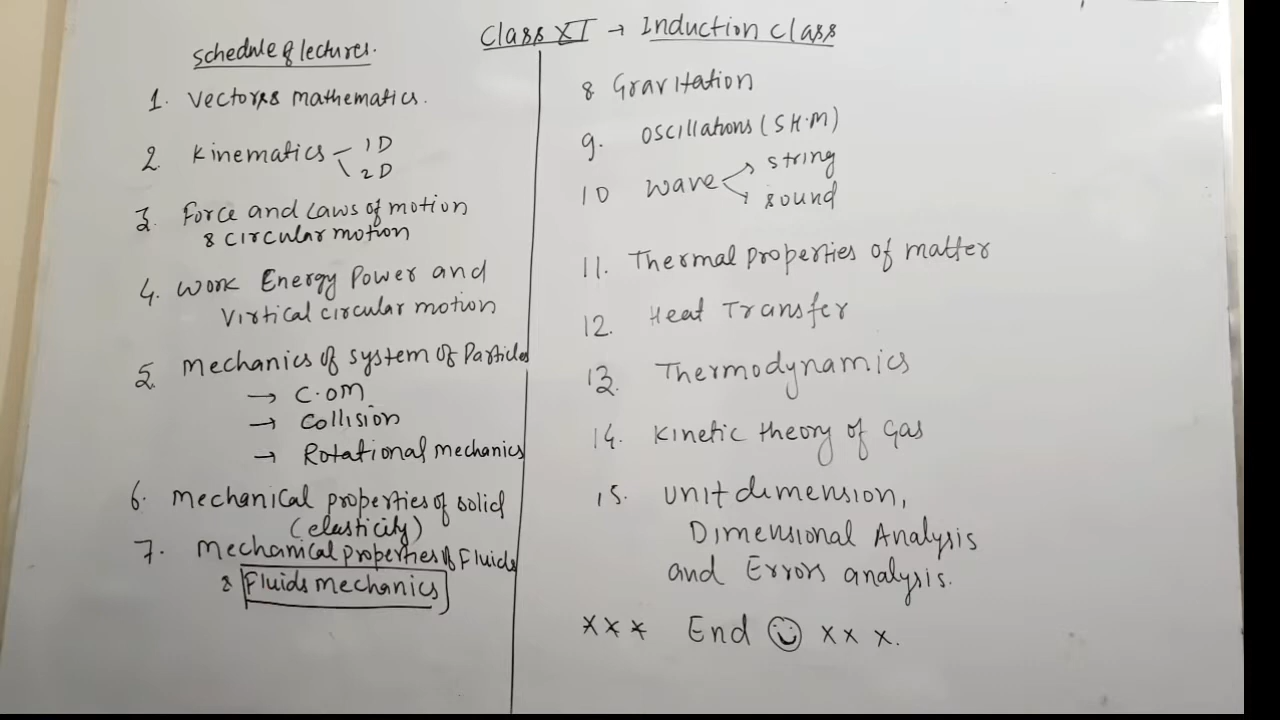 Class XI → Induction class
Schedule of lectures.
1. Vectors mathematics.
2. Kinematics 1D
2D
3. Force and Laws of motion
& circular motion
4. Work Energy Power and
Virtical circular motion
5. Mechanics of system of Particles
→ C.OM
→ Collision
→ Rotational mechanics
6. Mechanical properties of solid
(elasticity)
7. Mechanical properties of Fluids
& Fluids mechanics
8 Gravitation
9. Oscillations (S.H.M)
10 Wave string
sound
11. Thermal properties of matter
12. Heat Transfer
13. Thermodynamics
14. Kinetic theory of Gas
15. Unit dimension,
Dimensional Analysis
and Errors analysis.
××× End ☺ ×××.